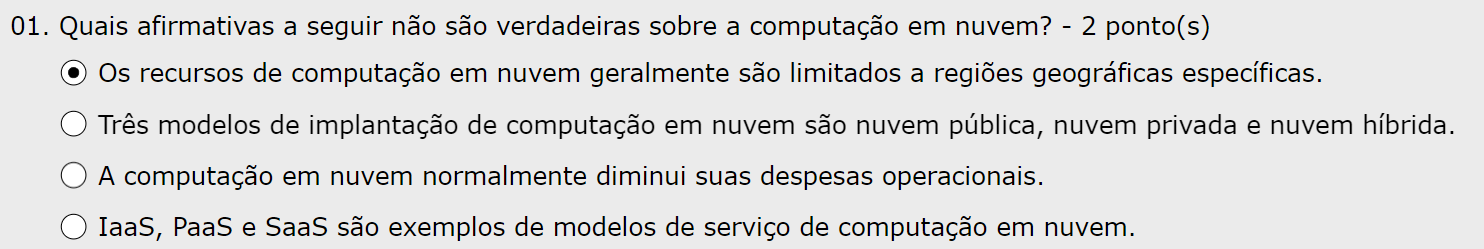 01. Quais afirmativas a seguir não são verdadeiras sobre a computação em nuvem? - 2 ponto(s)
Os recursos de computação em nuvem geralmente são limitados a regiões geográficas específicas.
Três modelos de implantação de computação em nuvem são nuvem pública, nuvem privada e nuvem híbrida.
A computação em nuvem normalmente diminui suas despesas operacionais.
IaaS, PaaS e SaaS são exemplos de modelos de serviço de computação em nuvem.